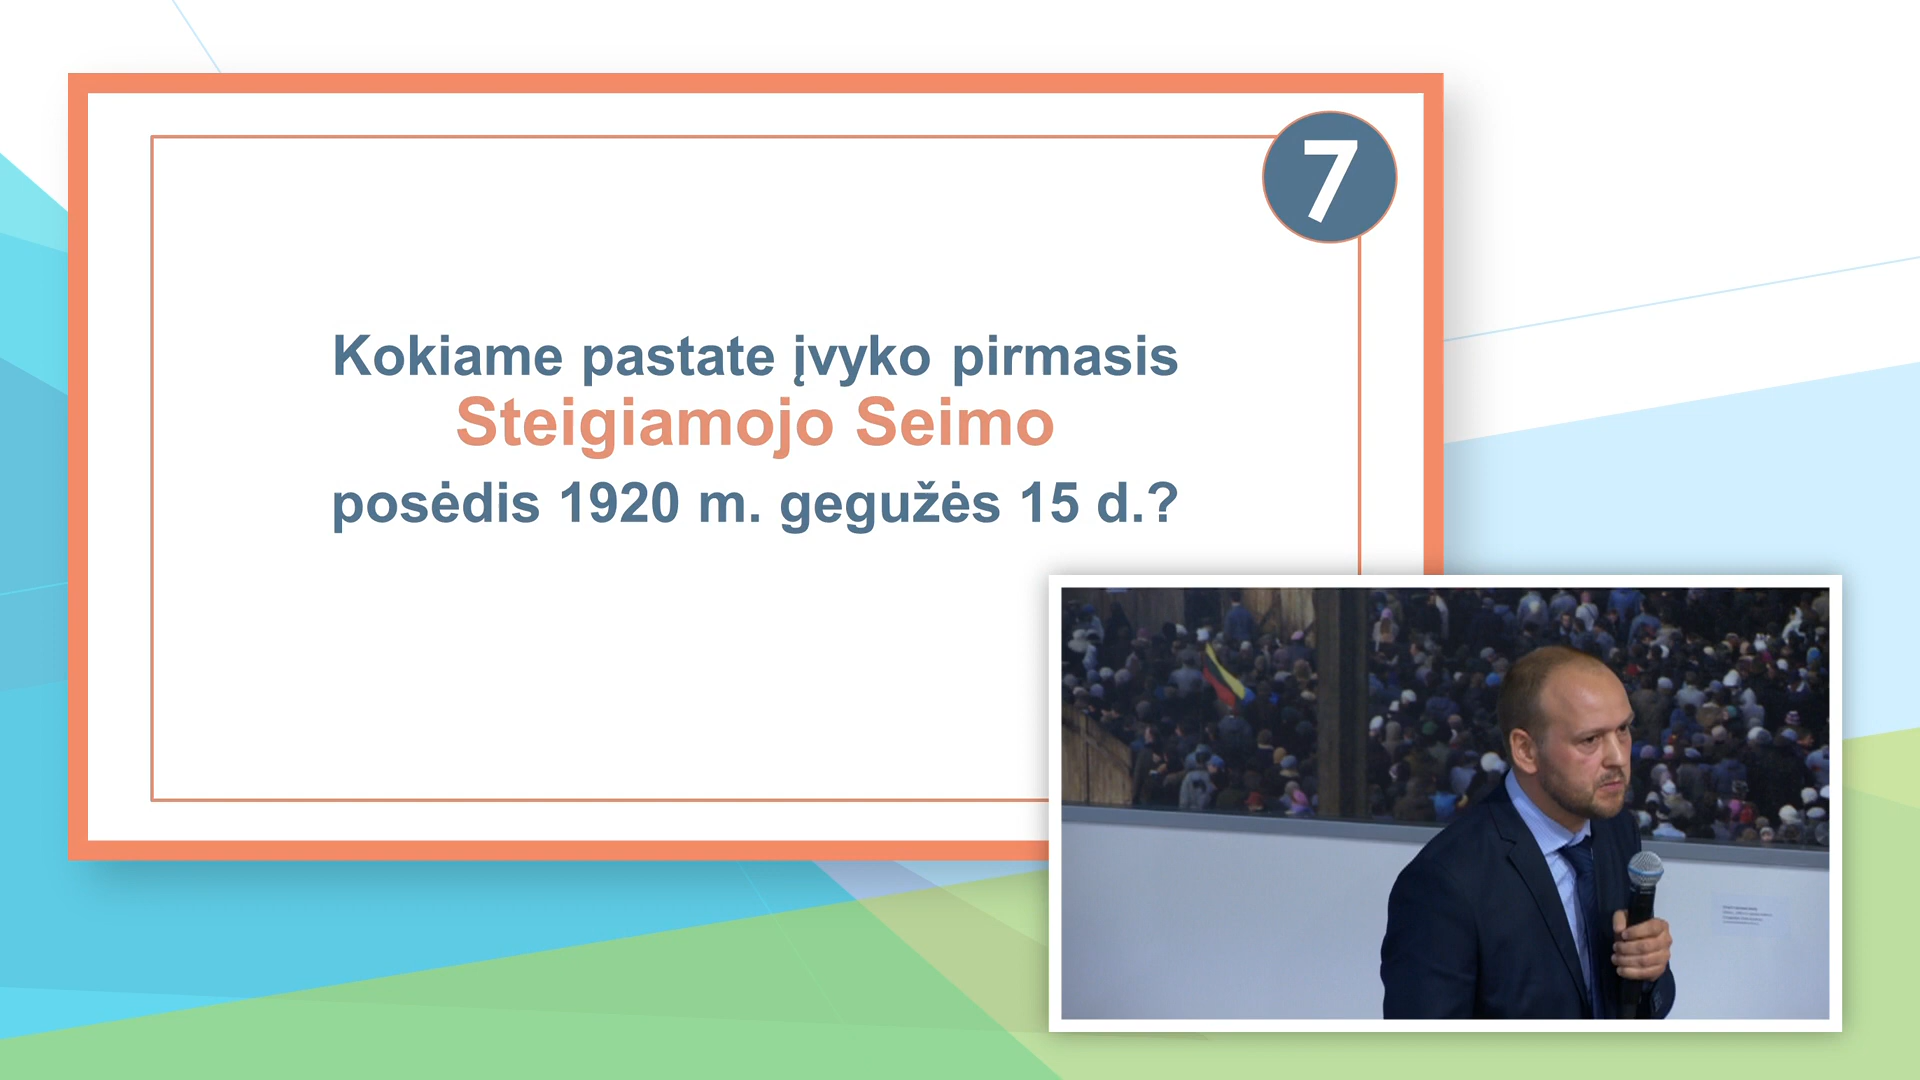 7
Kokiame pastate įvyko pirmasis
Steigiamojo Seimo
posėdis 1920 m. gegužės 15 d.?